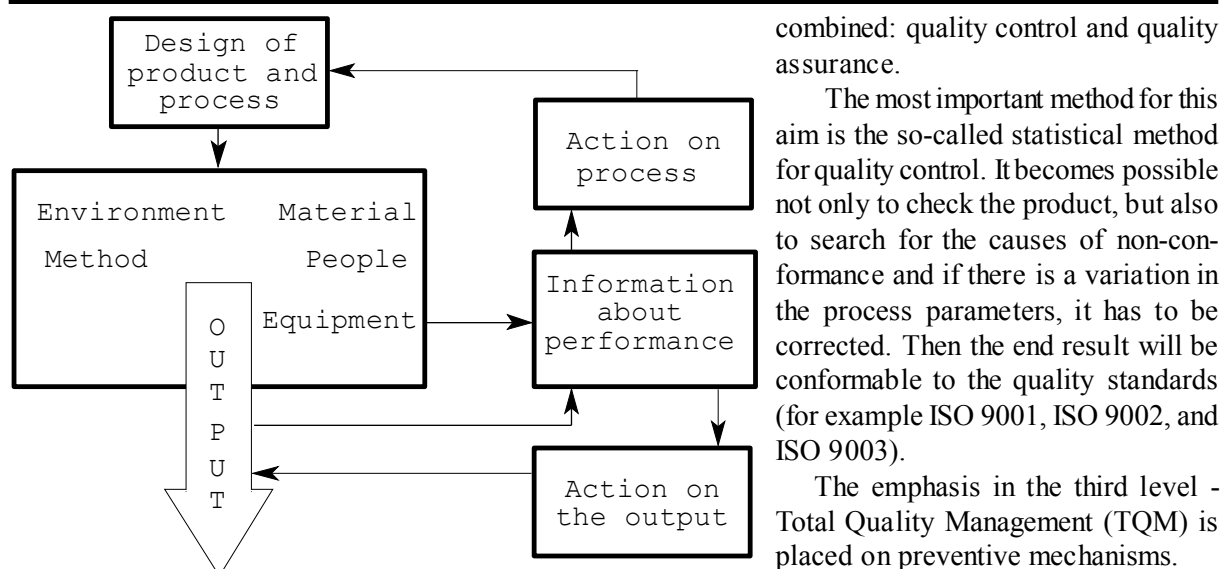 Design of
product and
process
Environment Material
Method People
Equipment
O
U
T
P
U
T
Action on
process
Information
about
performance
Action on
the output
combined: quality control and quality
assurance.
The most important method for this
aim is the so-called statistical method
for quality control. It becomes possible
not only to check the product, but also
to search for the causes of non-con-
formance and if there is a variation in
the process parameters, it has to be
corrected. Then the end result will be
conformable to the quality standards
(for example ISO 9001, ISO 9002, and
ISO 9003).
The emphasis in the third level -
Total Quality Management (TQM) is
placed on preventive mechanisms.